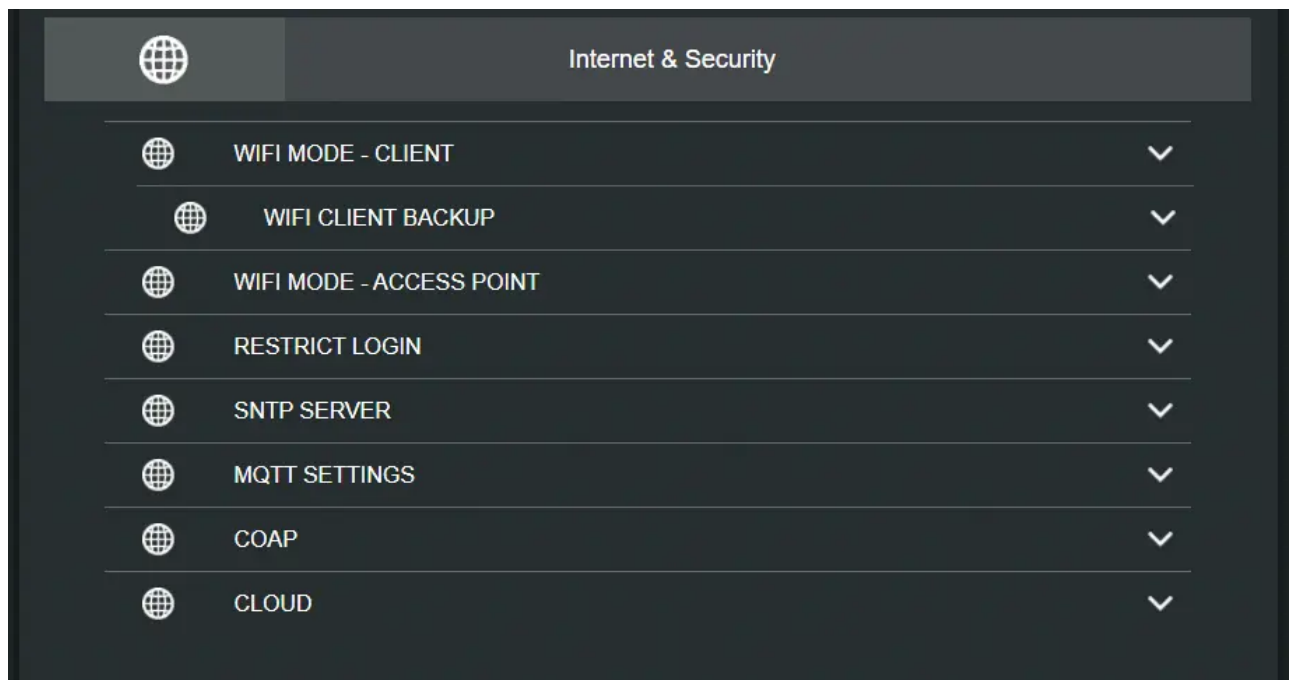 Internet & Security
WIFI MODE - CLIENT
WIFI CLIENT BACKUP
WIFI MODE - ACCESS POINT
RESTRICT LOGIN
SNTP SERVER
MQTT SETTINGS
COAP
CLOUD